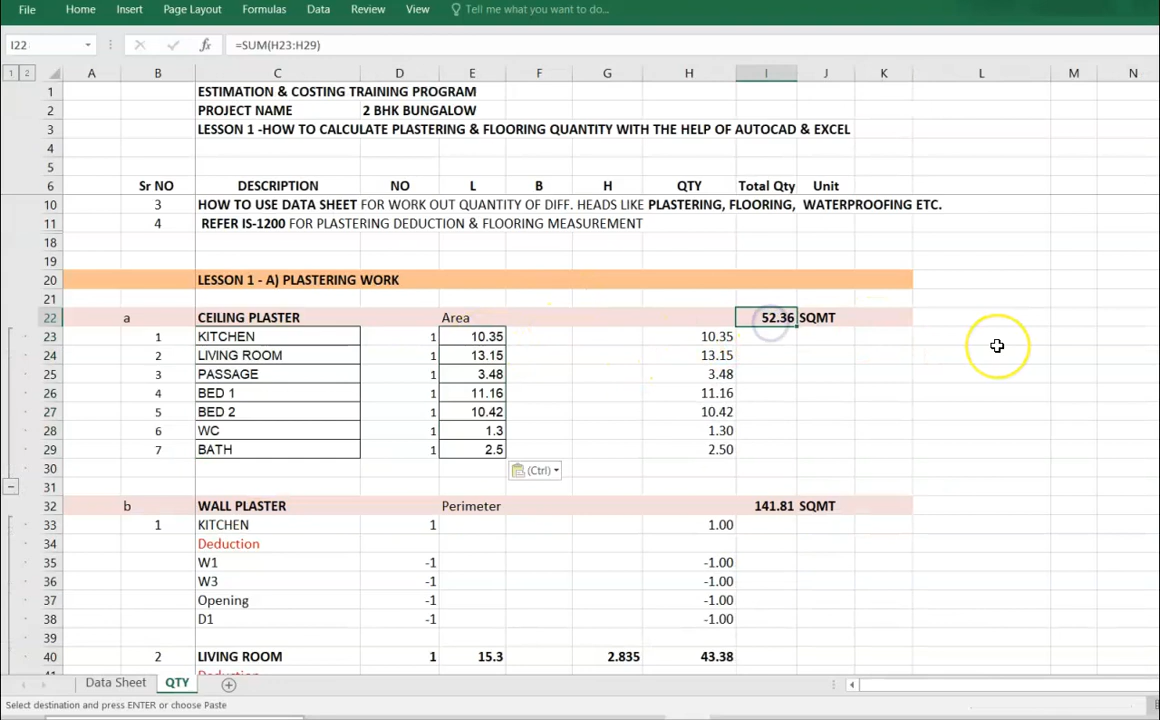 File Home Insert Page Layout Formulas Data Review View Tell me what you want to do...
I22 fx =SUM(H23:H29)
1 2 A B C D E F G H I J K L M N
1 ESTIMATION & COSTING TRAINING PROGRAM
2 PROJECT NAME 2 BHK BUNGALOW
3 LESSON 1 -HOW TO CALCULATE PLASTERING & FLOORING QUANTITY WITH THE HELP OF AUTOCAD & EXCEL
4
5
6 Sr NO DESCRIPTION NO L B H QTY Total Qty Unit
10 3 HOW TO USE DATA SHEET FOR WORK OUT QUANTITY OF DIFF. HEADS LIKE PLASTERING, FLOORING, WATERPROOFING ETC.
11 4 REFER IS-1200 FOR PLASTERING DEDUCTION & FLOORING MEASUREMENT
18
19
20 LESSON 1 - A) PLASTERING WORK
21
22 a CEILING PLASTER Area 52.36 SQMT
23 1 KITCHEN 1 10.35 10.35
24 2 LIVING ROOM 1 13.15 13.15
25 3 PASSAGE 1 3.48 3.48
26 4 BED 1 1 11.16 11.16
27 5 BED 2 1 10.42 10.42
28 6 WC 1 1.3 1.30
29 7 BATH 1 2.5 2.50
30 (Ctrl)
31
32 b WALL PLASTER Perimeter 141.81 SQMT
33 1 KITCHEN 1 1.00
34 Deduction
35 W1 -1 -1.00
36 W3 -1 -1.00
37 Opening -1 -1.00
38 D1 -1 -1.00
39
40 2 LIVING ROOM 1 15.3 2.835 43.38
Data Sheet QTY
Select destination and press ENTER or choose Paste